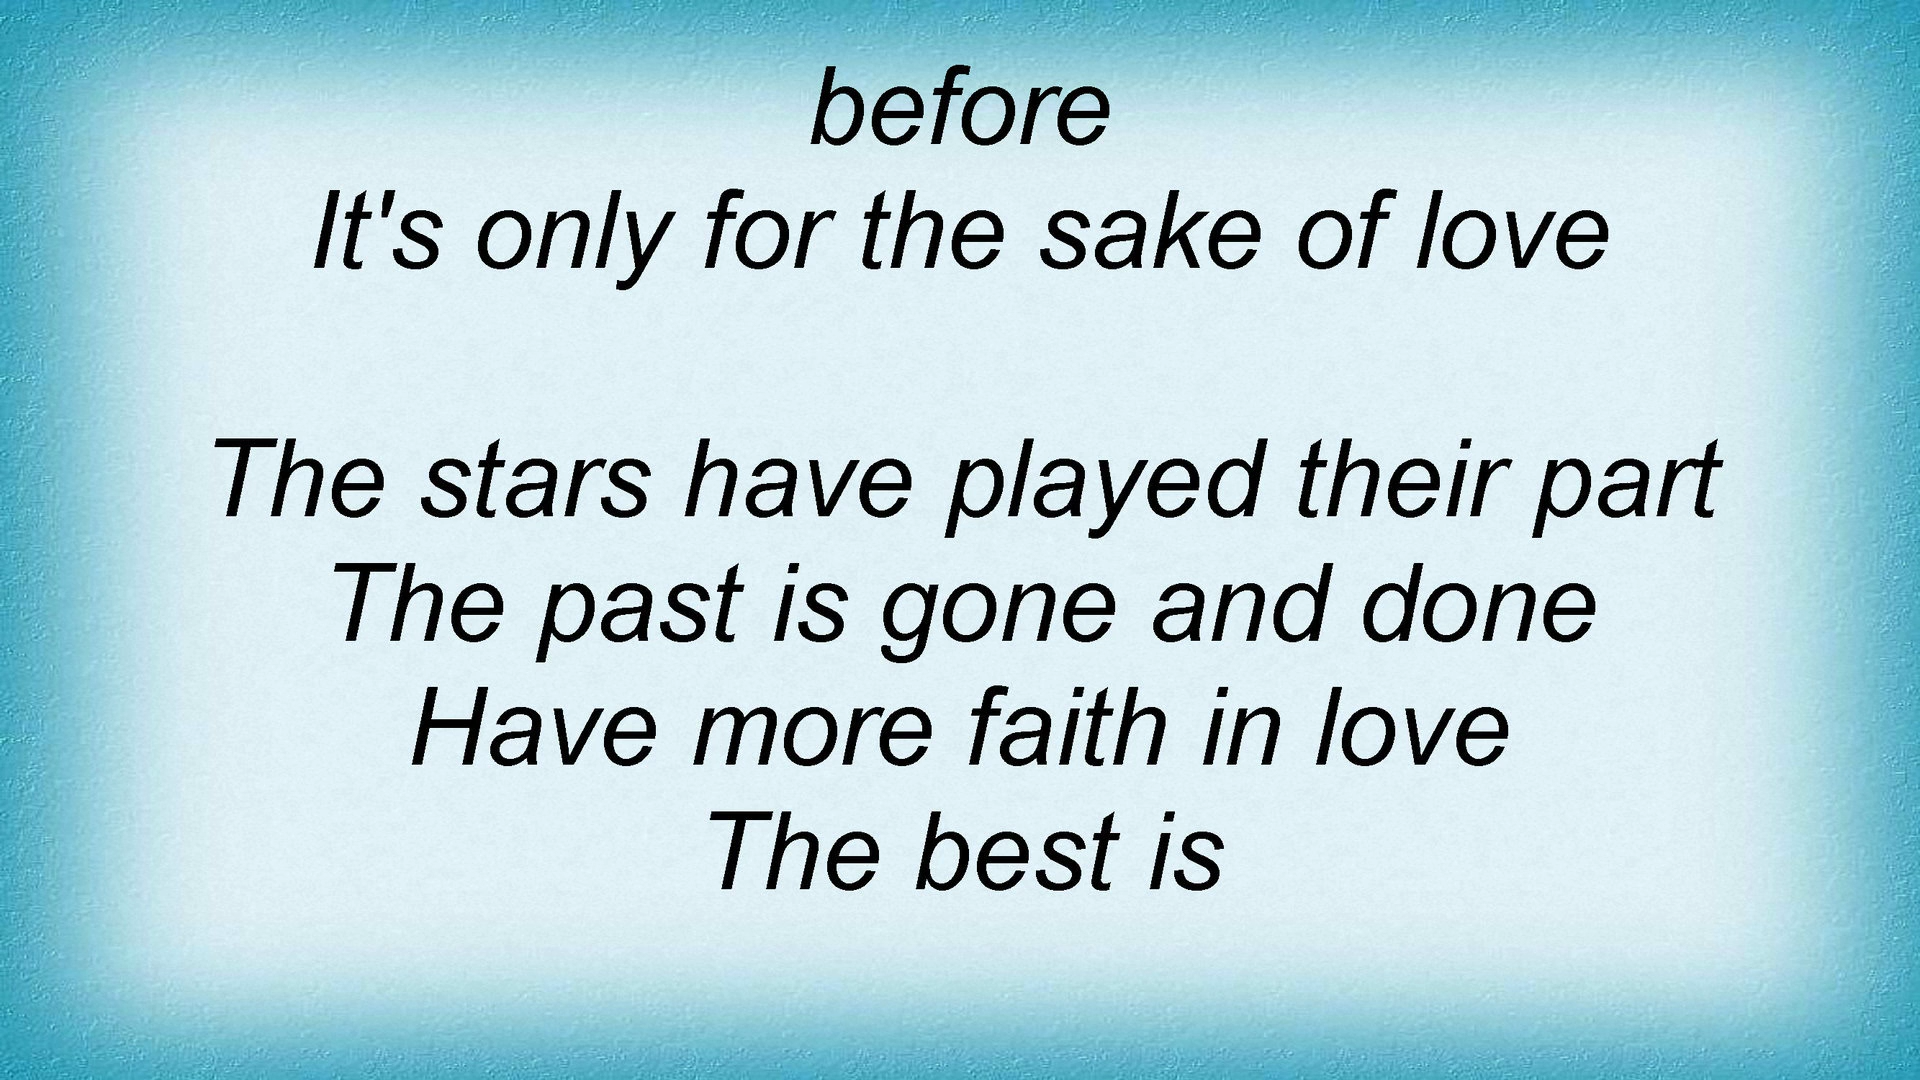 before
It's only for the sake of love
The stars have played their part
The past is gone and done
Have more faith in love
The best is